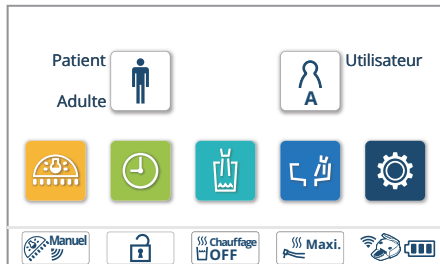 Patient
Utilisateur
Adulte
A
Manuel
Chauffage
OFF
Maxi.